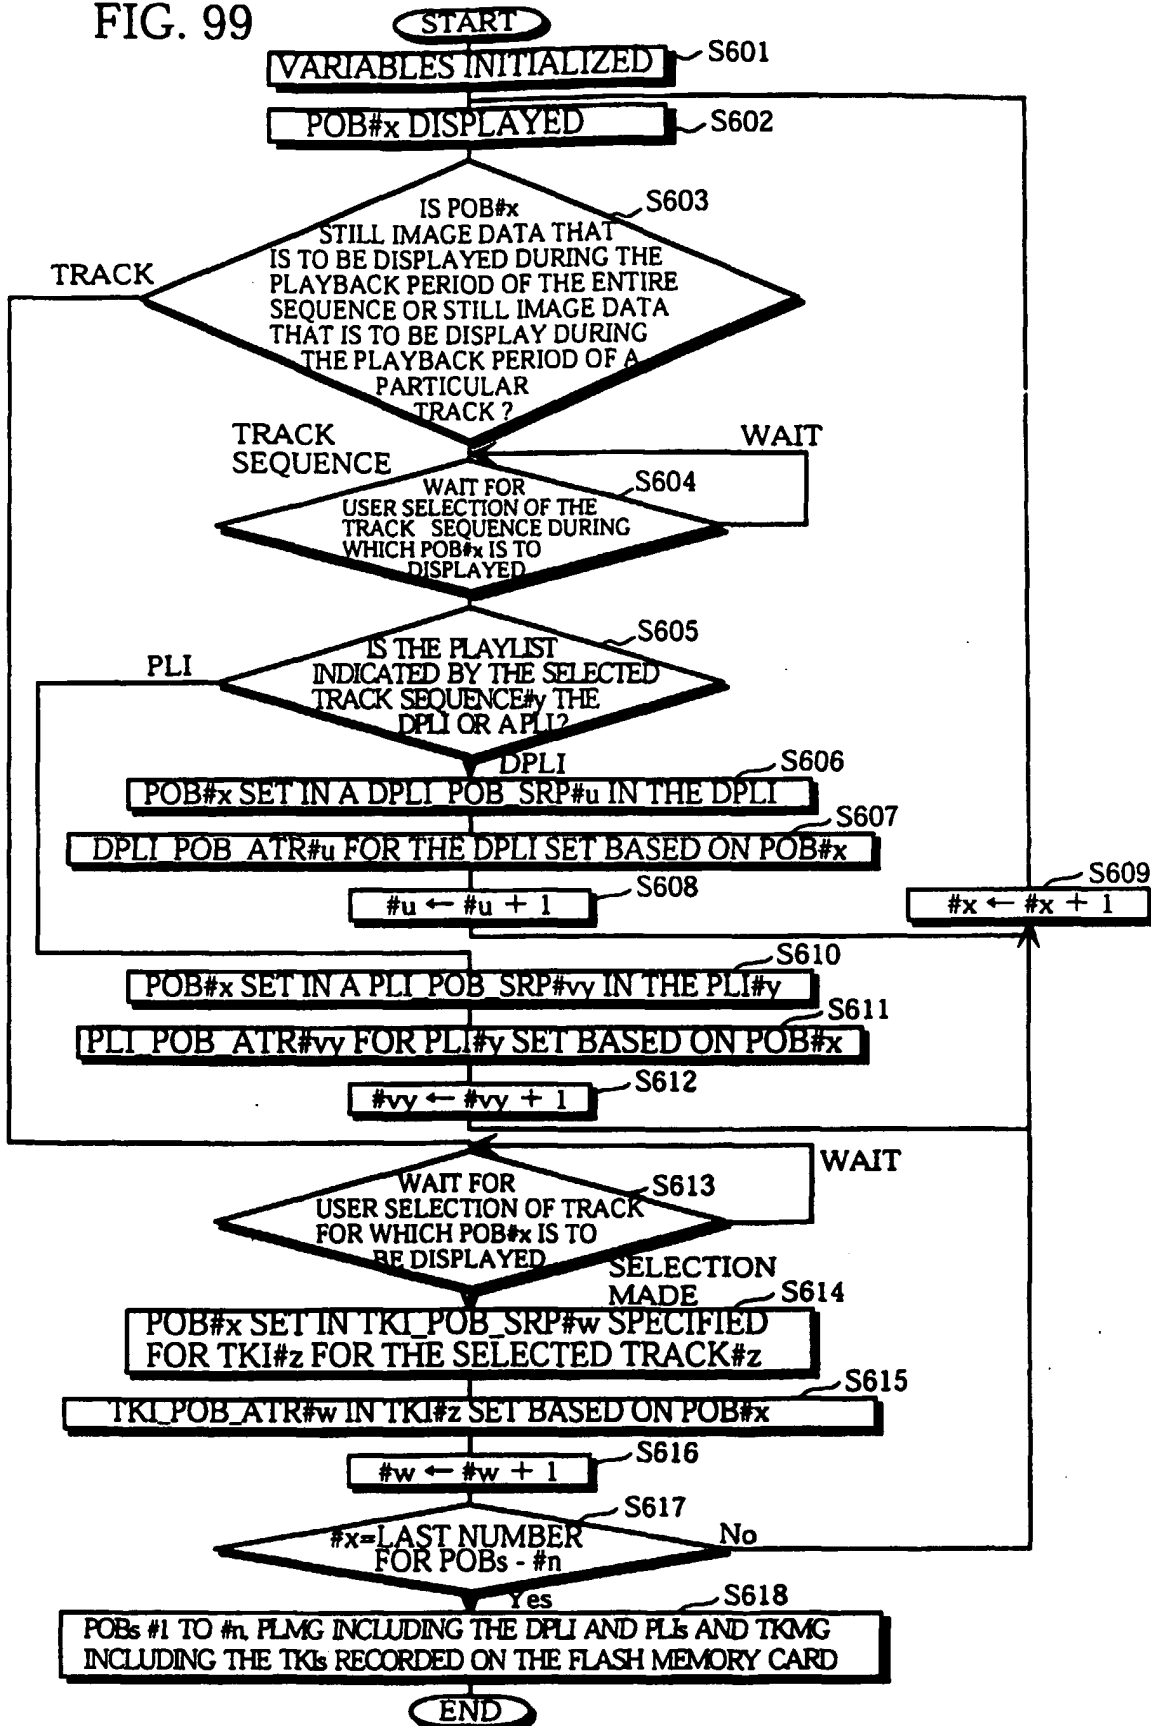 FIG. 99
START
VARIABLES INITIALIZED
S601
POB#x DISPLAYED
S602
IS POB#x
STILL IMAGE DATA THAT
IS TO BE DISPLAYED DURING THE
PLAYBACK PERIOD OF THE ENTIRE
SEQUENCE OR STILL IMAGE DATA
THAT IS TO BE DISPLAY DURING
THE PLAYBACK PERIOD OF A
PARTICULAR
TRACK ?
S603
TRACK
TRACK
SEQUENCE
WAIT
WAIT FOR
USER SELECTION OF THE
TRACK SEQUENCE DURING
WHICH POB#x IS TO
DISPLAYED
S604
IS THE PLAYLIST
INDICATED BY THE SELECTED
TRACK SEQUENCE#y THE
DPLI OR A PLI?
S605
PLI
DPLI
POB#x SET IN A DPLI_POB_SRP#u IN THE DPLI
S606
DPLI_POB_ATR#u FOR THE DPLI SET BASED ON POB#x
S607
#u ← #u + 1
S608
#x ← #x + 1
S609
POB#x SET IN A PLI_POB_SRP#vy IN THE PLI#y
S610
PLI_POB_ATR#vy FOR PLI#y SET BASED ON POB#x
S611
#vy ← #vy + 1
S612
WAIT
WAIT FOR
USER SELECTION OF TRACK
FOR WHICH POB#x IS TO
BE DISPLAYED
S613
SELECTION
MADE
POB#x SET IN TKI_POB_SRP#w SPECIFIED
FOR TKI#z FOR THE SELECTED TRACK#z
S614
TKI_POB_ATR#w IN TKI#z SET BASED ON POB#x
S615
#w ← #w + 1
S616
#x=LAST NUMBER
FOR POBs - #n
S617
No
Yes
POBs #1 TO #n, PLMG INCLUDING THE DPLI AND PLIs AND TKMG
INCLUDING THE TKIs RECORDED ON THE FLASH MEMORY CARD
S618
END